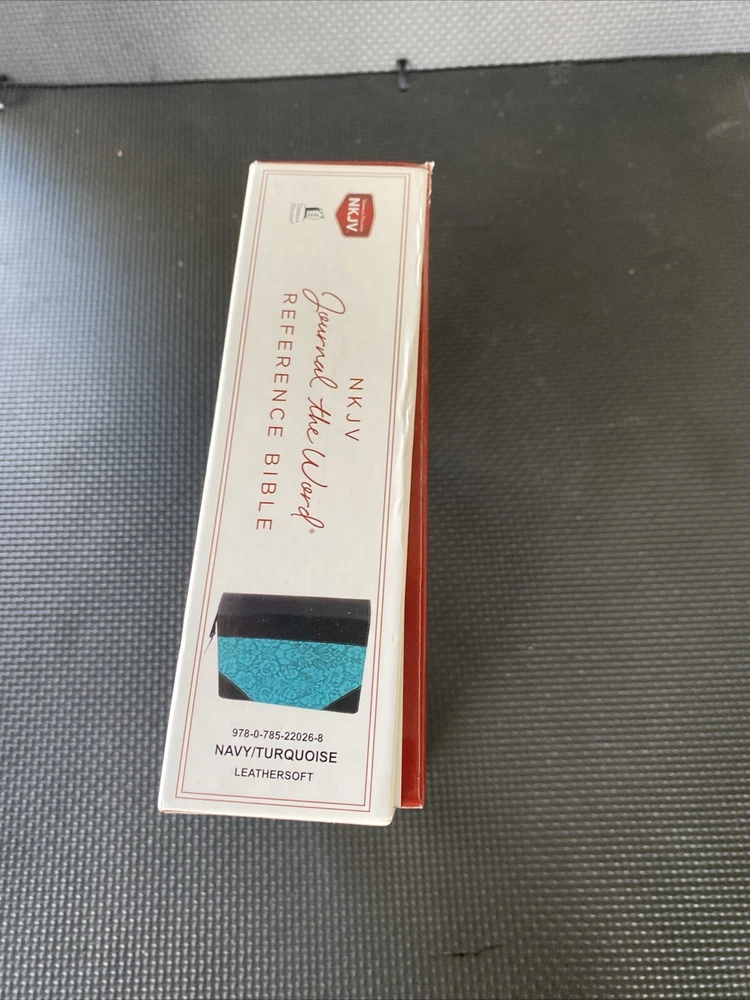 NKJV
NKJV
Journal the Word®
REFERENCE BIBLE
978-0-785-22026-8
NAVY/TURQUOISE
LEATHERSOFT